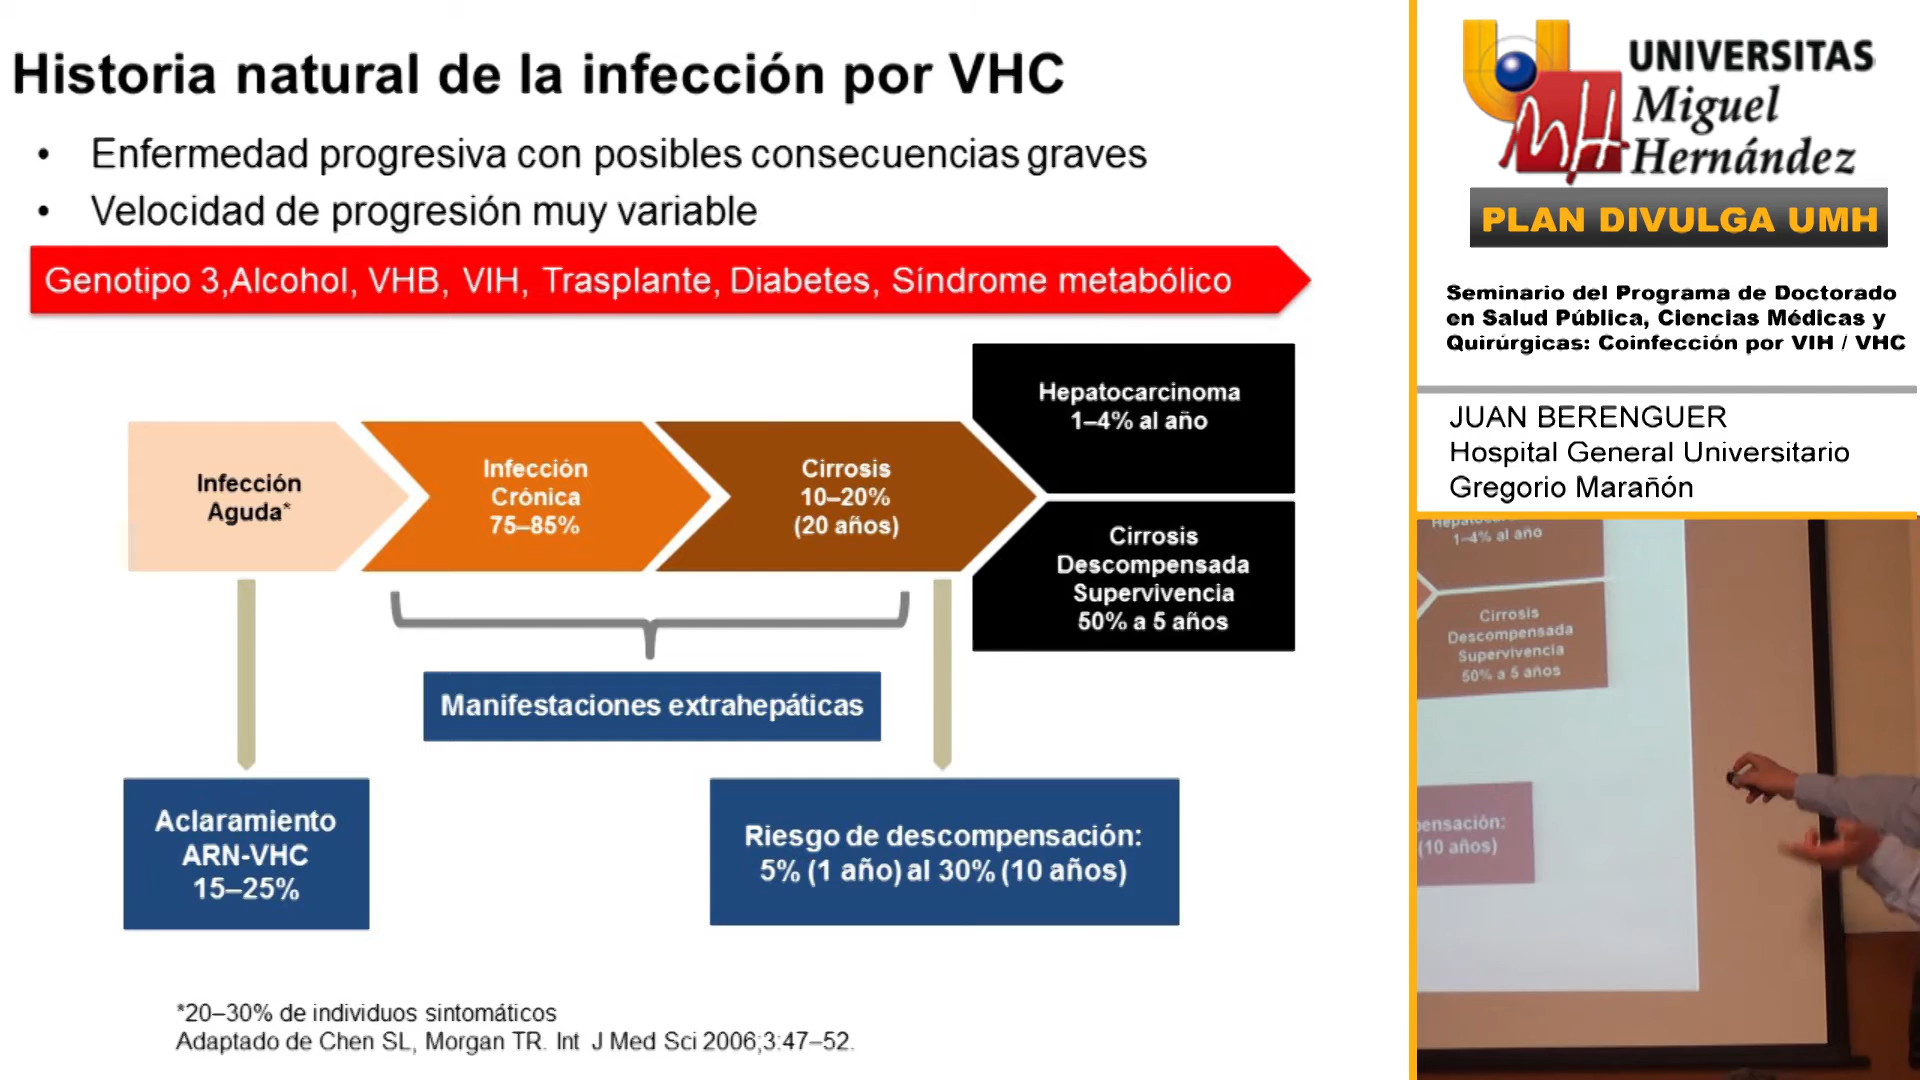 Historia natural de la infección por VHC
• Enfermedad progresiva con posibles consecuencias graves
• Velocidad de progresión muy variable
Genotipo 3,Alcohol, VHB, VIH, Trasplante, Diabetes, Síndrome metabólico
Infección
Aguda*
Infección
Crónica
75–85%
Cirrosis
10–20%
(20 años)
Hepatocarcinoma
1–4% al año
Cirrosis
Descompensada
Supervivencia
50% a 5 años
Manifestaciones extrahepáticas
Aclaramiento
ARN-VHC
15–25%
Riesgo de descompensación:
5% (1 año) al 30% (10 años)
*20–30% de individuos sintomáticos
Adaptado de Chen SL, Morgan TR. Int J Med Sci 2006;3:47–52.
UNIVERSITAS
Miguel
Hernández
PLAN DIVULGA UMH
Seminario del Programa de Doctorado
en Salud Pública, Ciencias Médicas y
Quirúrgicas: Coinfección por VIH / VHC
JUAN BERENGUER
Hospital General Universitario
Gregorio Marañón
1–4% al año
Cirrosis
Descompensada
Supervivencia
50% a 5 años
(10 años)